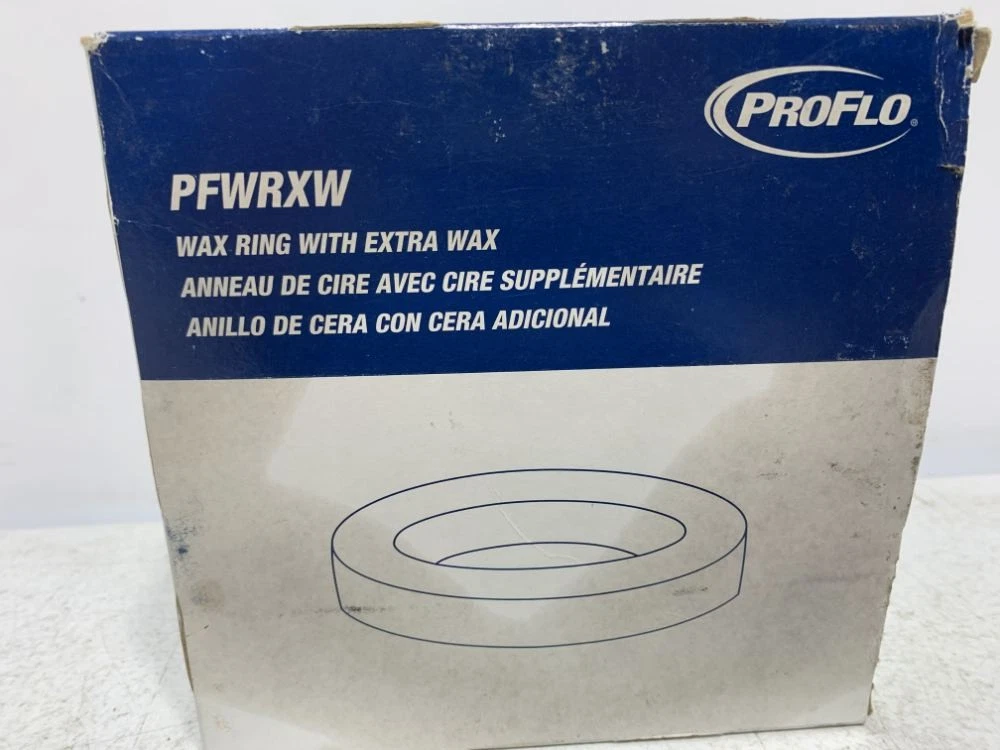 PROFLO®
PFWRXW
WAX RING WITH EXTRA WAX
ANNEAU DE CIRE AVEC CIRE SUPPLÉMENTAIRE
ANILLO DE CERA CON CERA ADICIONAL